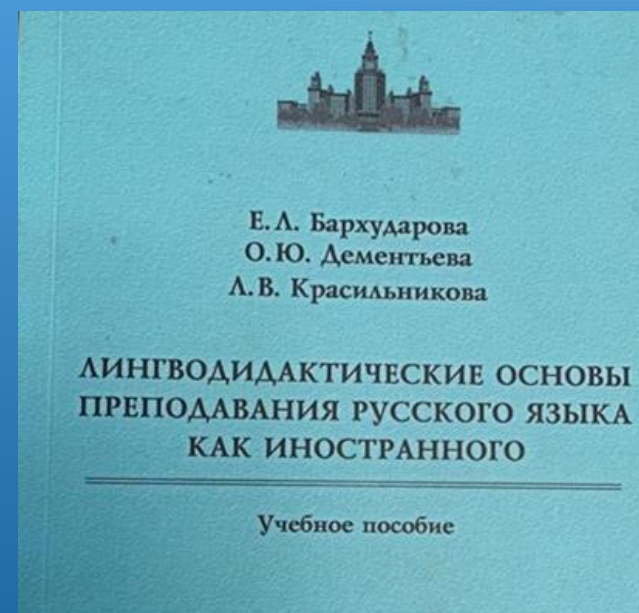 Е.Л. Бархударова
О.Ю. Дементьева
Л.В. Красильникова
ЛИНГВОДИДАКТИЧЕСКИЕ ОСНОВЫ
ПРЕПОДАВАНИЯ РУССКОГО ЯЗЫКА
КАК ИНОСТРАННОГО
Учебное пособие